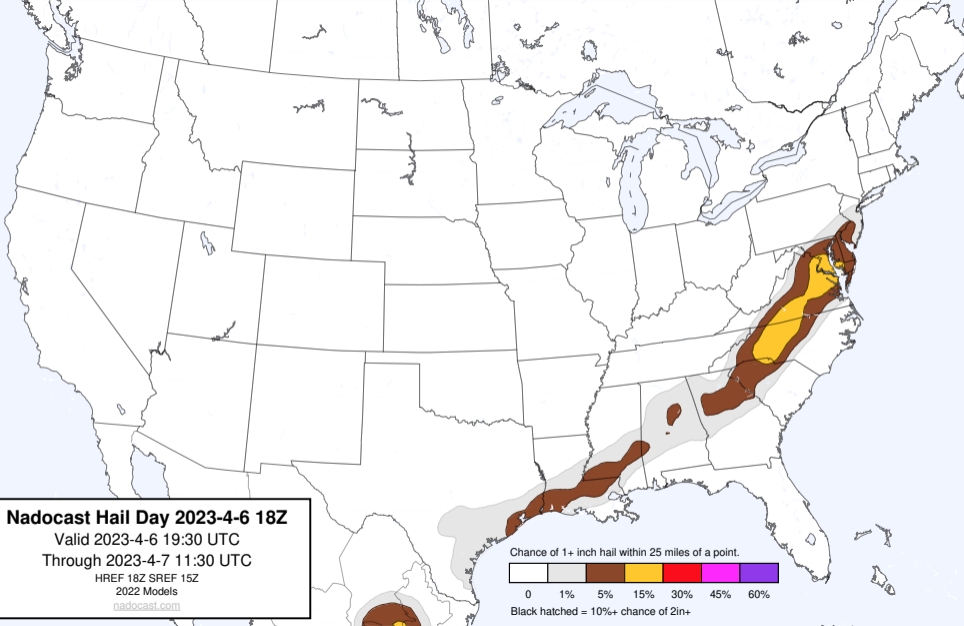 Nadocast Hail Day 2023-4-6 18Z
Valid 2023-4-6 19:30 UTC
Through 2023-4-7 11:30 UTC
HREF 18Z SREF 15Z
2022 Models
nadocast.com
Chance of 1+ inch hail within 25 miles of a point.
0 1% 5% 15% 30% 45% 60%
Black hatched = 10%+ chance of 2in+